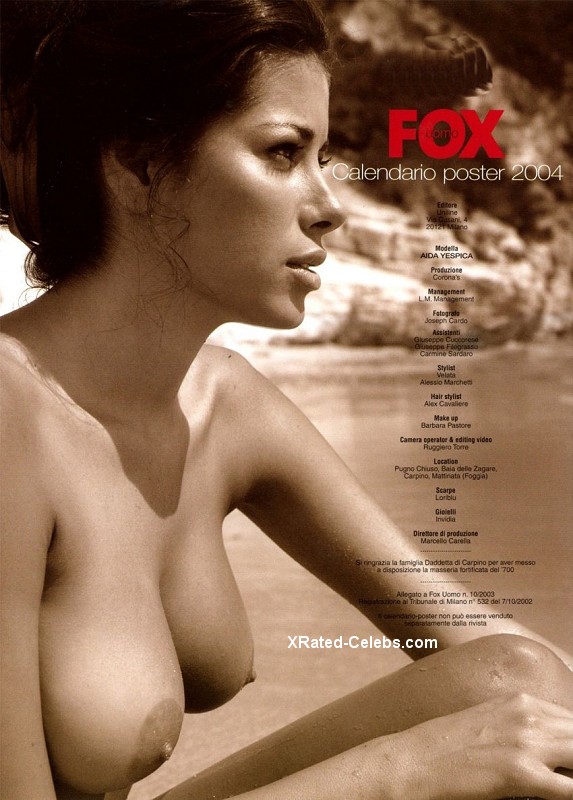 FOX
uomo
Calendario poster 2004
Editore
Undine
20121 Milano
Modella
AIDA YESPICA
Produzione
Corona's
Management
L.M. Management
Fotografo
Joseph Cardo
Assistenti
Giuseppe Cuccorese
Giuseppe Filograsso
Carmine Sardaro
Stylist
Velata
Alessio Marchetti
Hair stylist
Alex Cavaliere
Make up
Barbara Pastore
Camera operator & editing video
Ruggiero Torre
Location
Pugno Chiuso, Baia delle Zagare,
Carpino, Mattinata (Foggia)
Scarpe
Loriblu
Gioielli
Invidia
Direttore di produzione
Marcello Carella
Si ringrazia la famiglia Daddetta di Carpino per aver messo
a disposizione la masseria fortificata del '700
Allegato a Fox Uomo n. 10/2003
Registrazione al Tribunale di Milano n° 532 del 7/10/2002
Il calendario-poster non può essere venduto
separatamente dalla rivista
XRated-Celebs.com